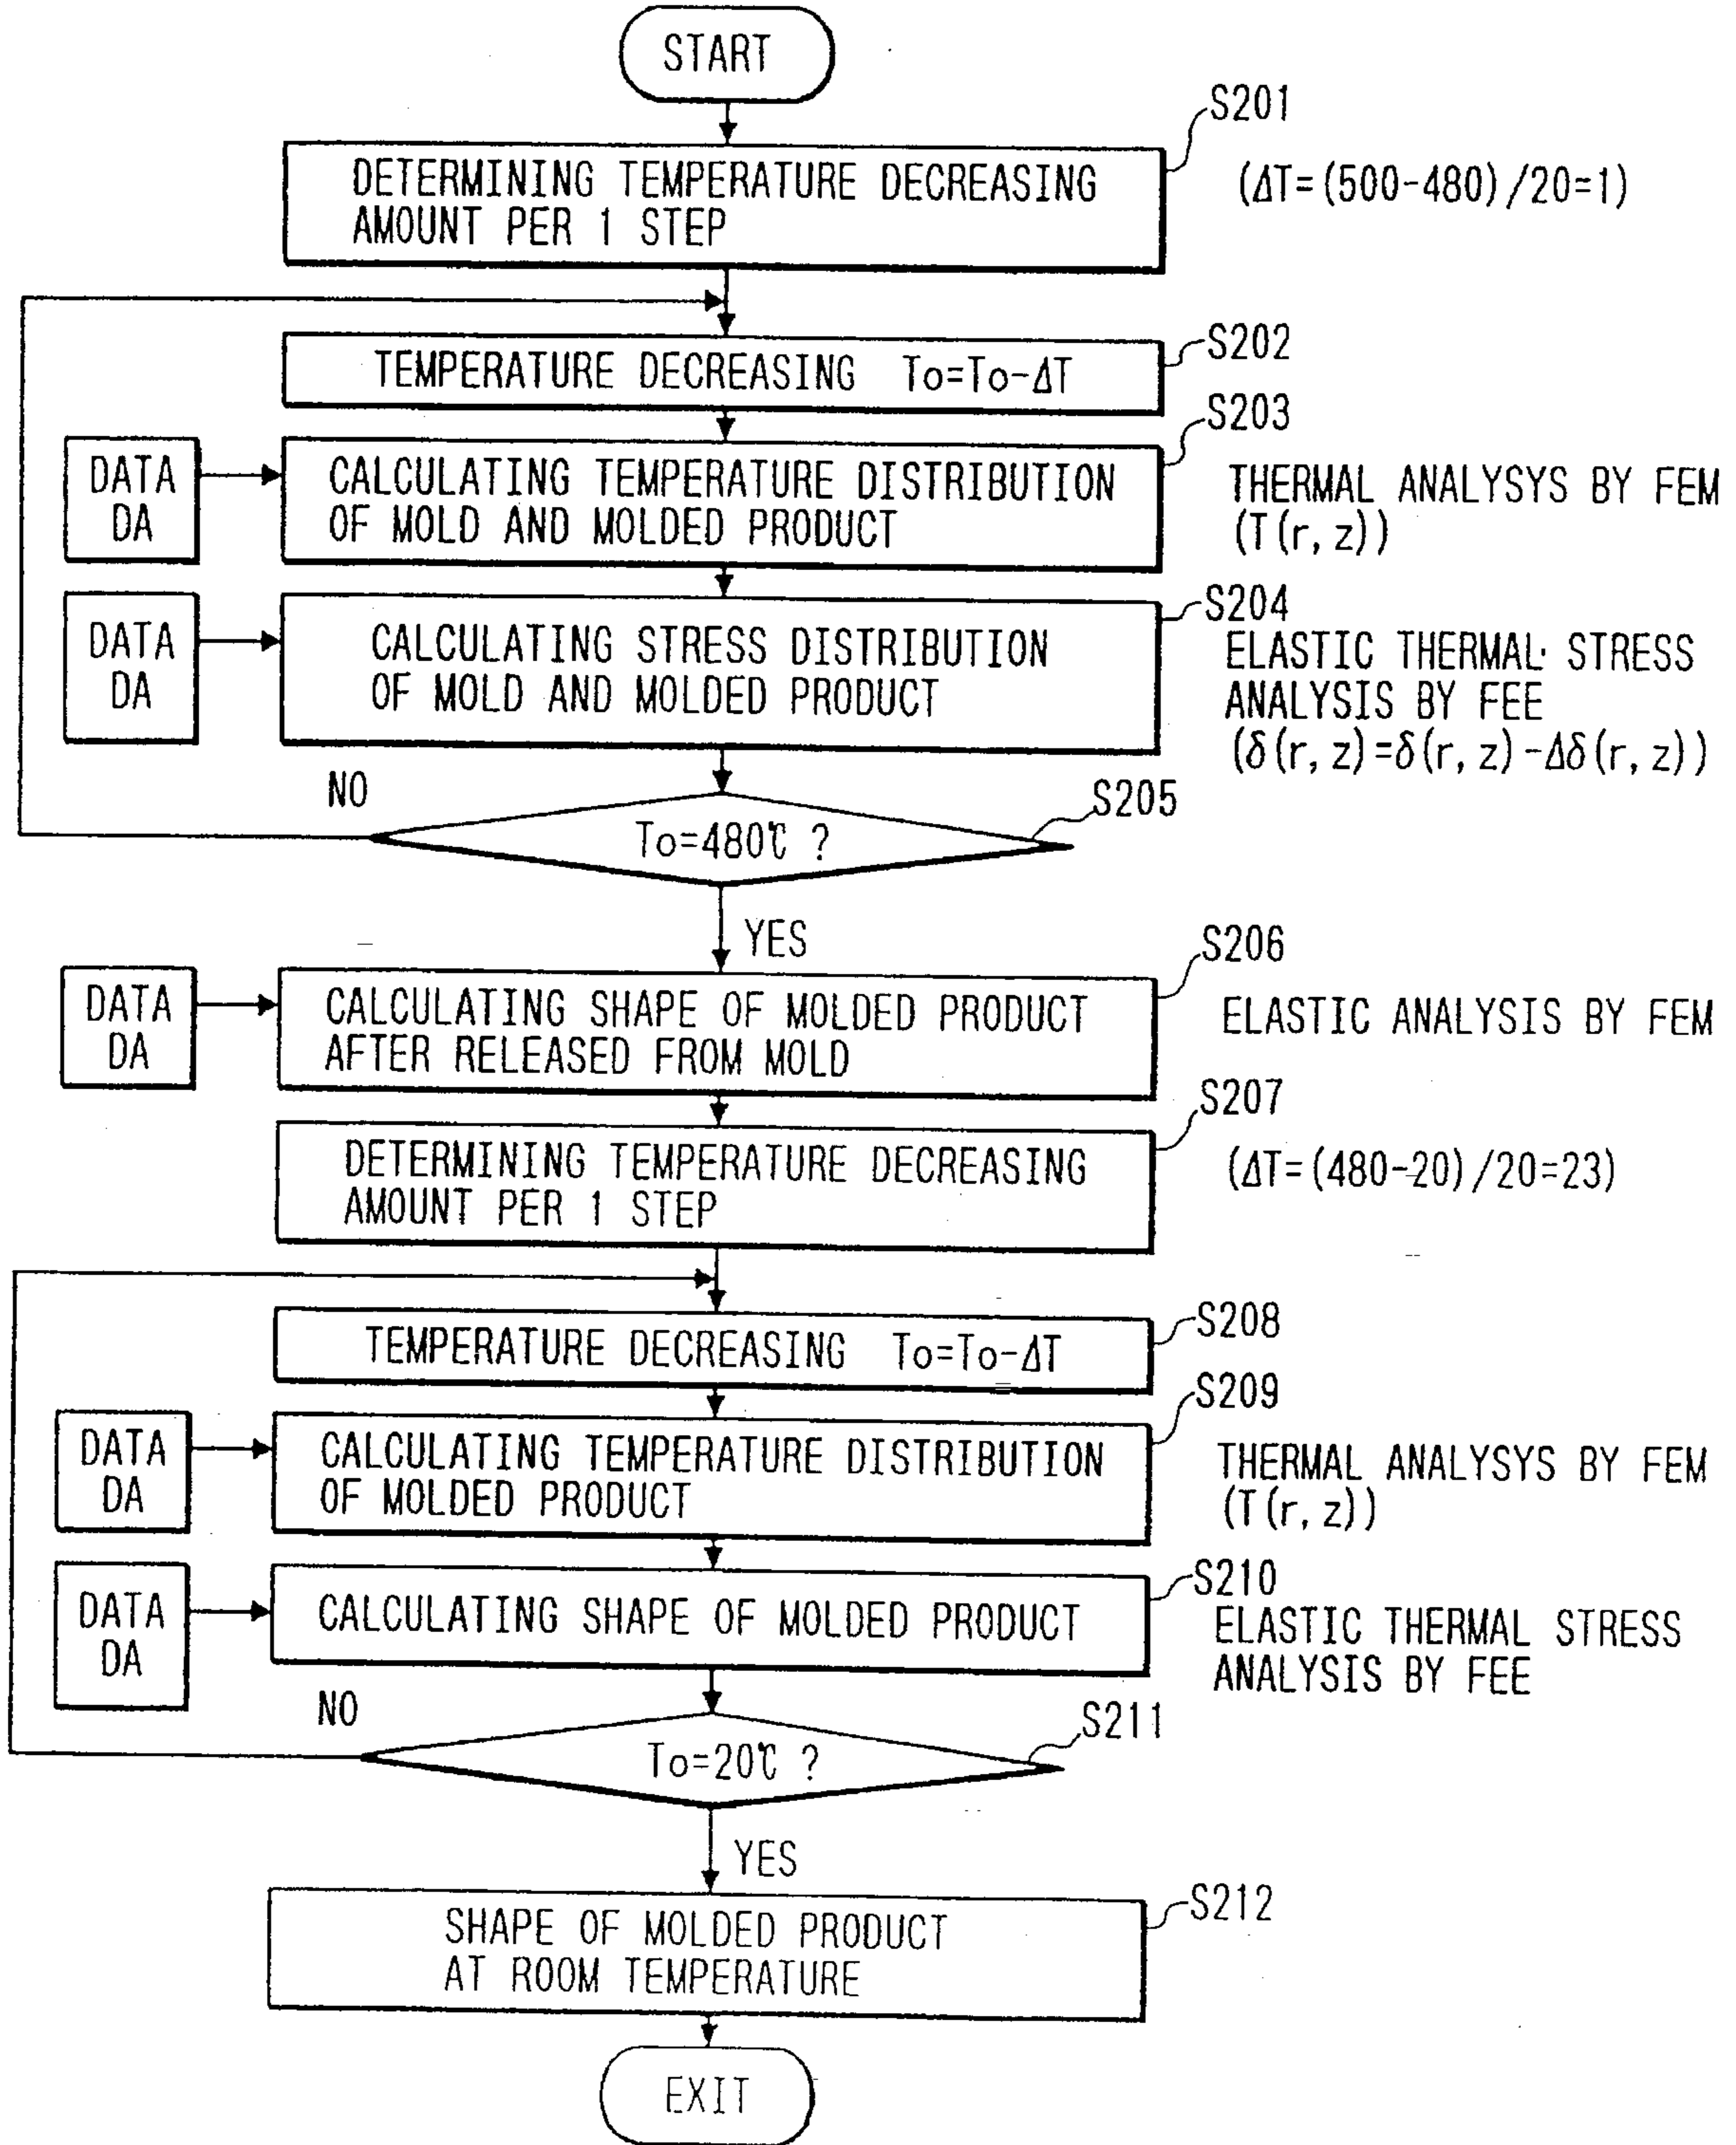 START
S201
DETERMINING TEMPERATURE DECREASING
AMOUNT PER 1 STEP
(ΔT=(500-480)/20=1)
S202
TEMPERATURE DECREASING To=To-ΔT
S203
DATA
DA
CALCULATING TEMPERATURE DISTRIBUTION
OF MOLD AND MOLDED PRODUCT
THERMAL ANALYSYS BY FEM
(T(r, z))
S204
DATA
DA
CALCULATING STRESS DISTRIBUTION
OF MOLD AND MOLDED PRODUCT
ELASTIC THERMAL STRESS
ANALYSIS BY FEE
(δ(r, z)=δ(r, z)-Δδ(r, z))
NO
S205
To=480℃ ?
YES
S206
DATA
DA
CALCULATING SHAPE OF MOLDED PRODUCT
AFTER RELEASED FROM MOLD
ELASTIC ANALYSIS BY FEM
S207
DETERMINING TEMPERATURE DECREASING
AMOUNT PER 1 STEP
(ΔT=(480-20)/20=23)
S208
TEMPERATURE DECREASING To=To-ΔT
S209
DATA
DA
CALCULATING TEMPERATURE DISTRIBUTION
OF MOLDED PRODUCT
THERMAL ANALYSYS BY FEM
(T(r, z))
S210
DATA
DA
CALCULATING SHAPE OF MOLDED PRODUCT
ELASTIC THERMAL STRESS
ANALYSIS BY FEE
NO
S211
To=20℃ ?
YES
S212
SHAPE OF MOLDED PRODUCT
AT ROOM TEMPERATURE
EXIT